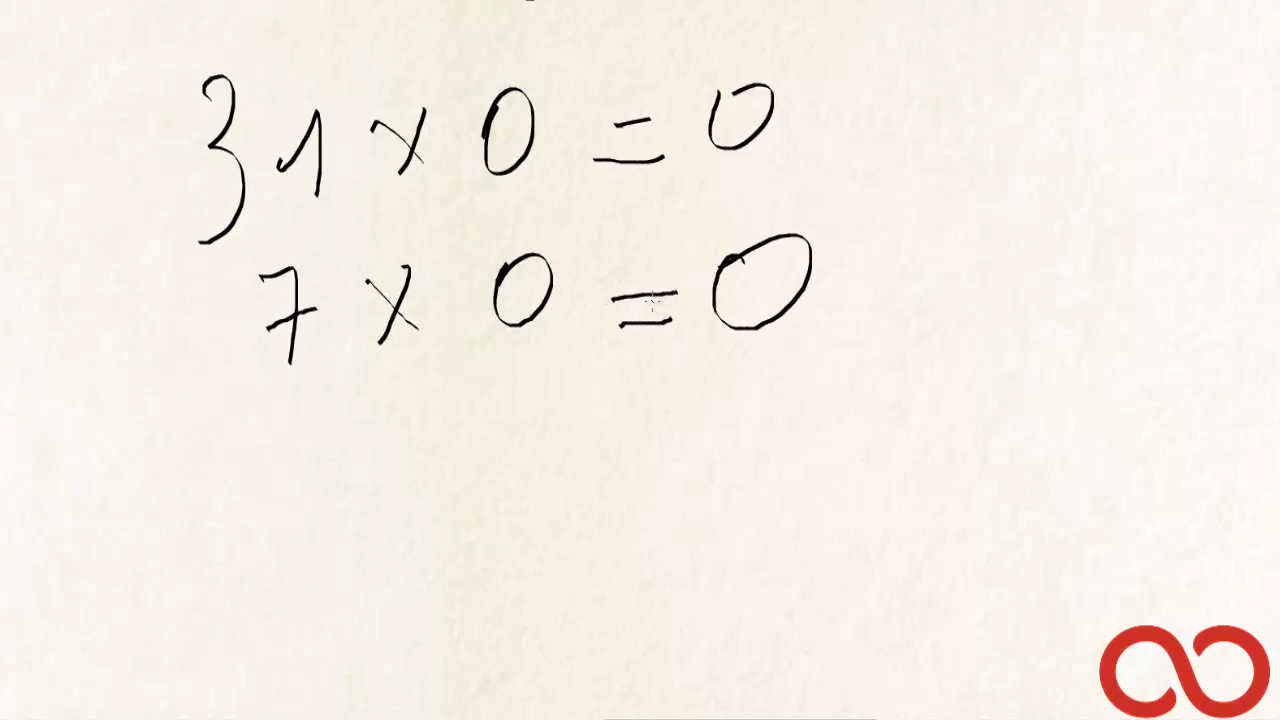 31 × 0 = 0
7 × 0 = 0